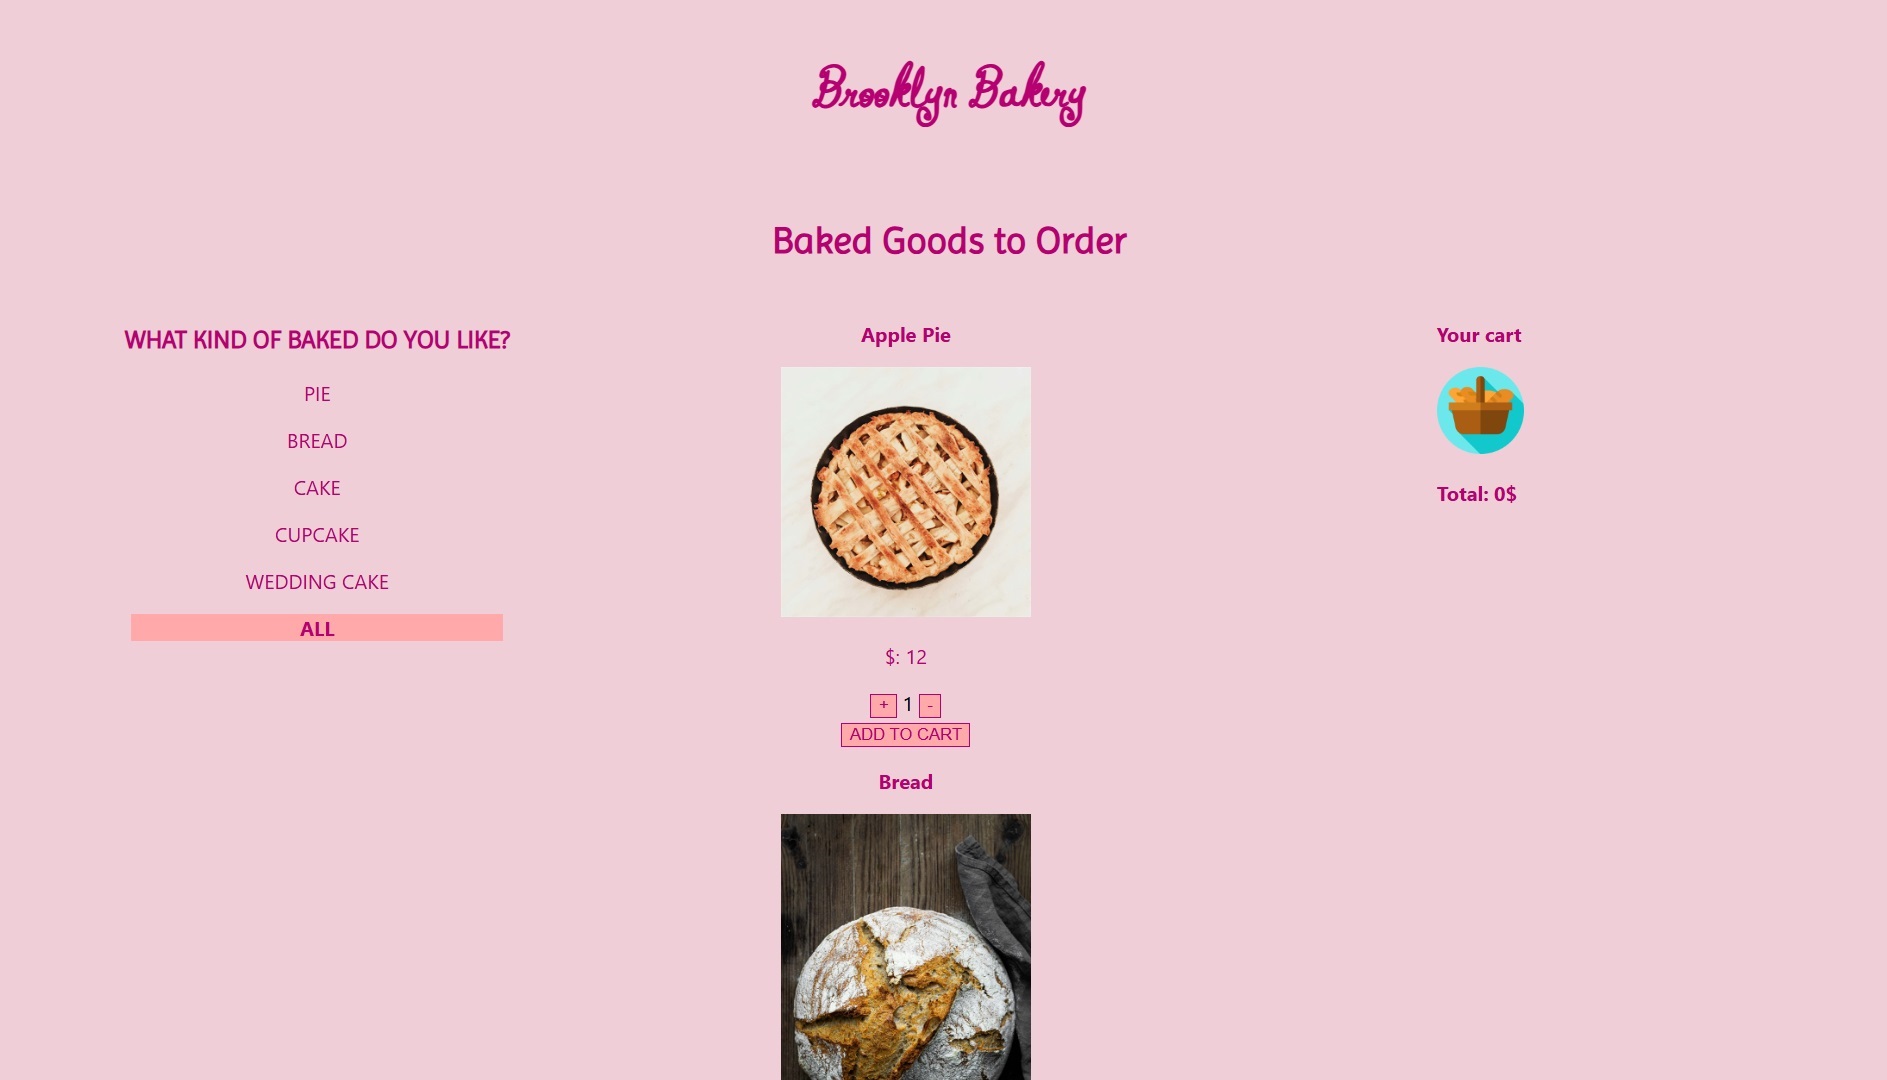 Brooklyn Bakery
Baked Goods to Order
WHAT KIND OF BAKED DO YOU LIKE?
PIE
BREAD
CAKE
CUPCAKE
WEDDING CAKE
ALL
Apple Pie
$: 12
+ 1 -
ADD TO CART
Bread
Your cart
Total: 0$